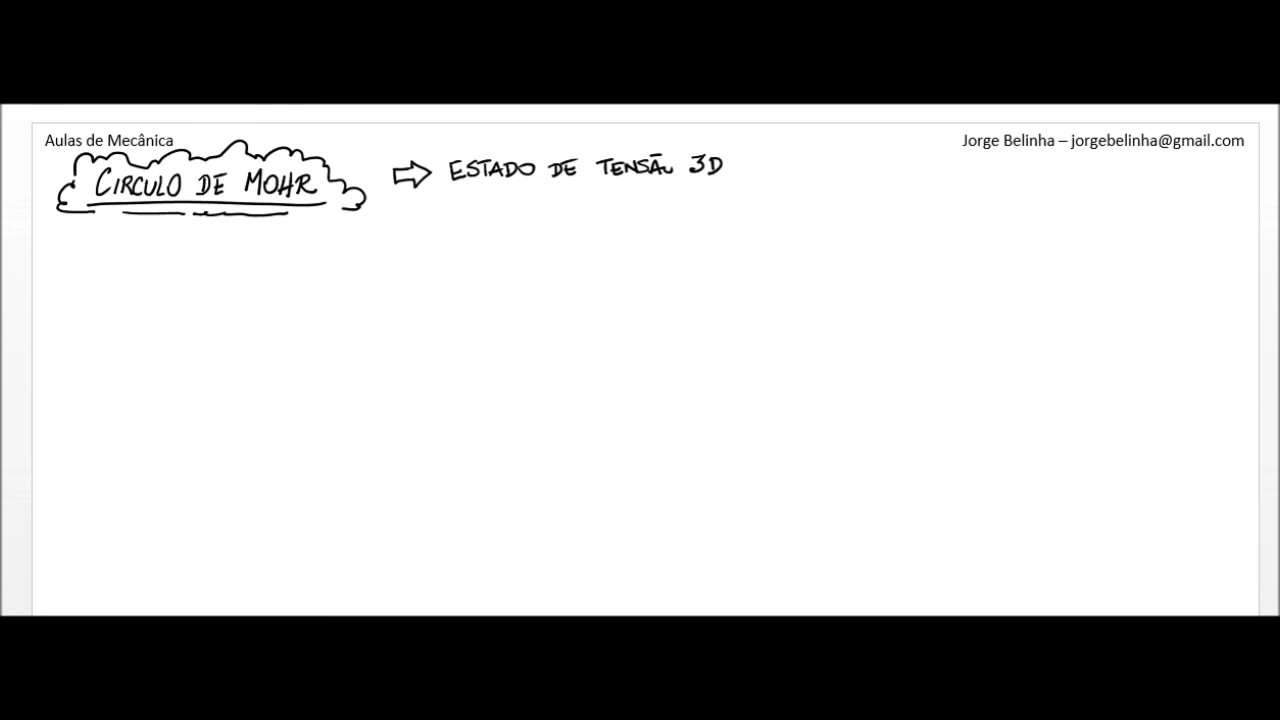 Aulas de Mecânica
Jorge Belinha – jorgebelinha@gmail.com
CIRCULO DE MOHR ⇒ ESTADO DE TENSÃO 3D